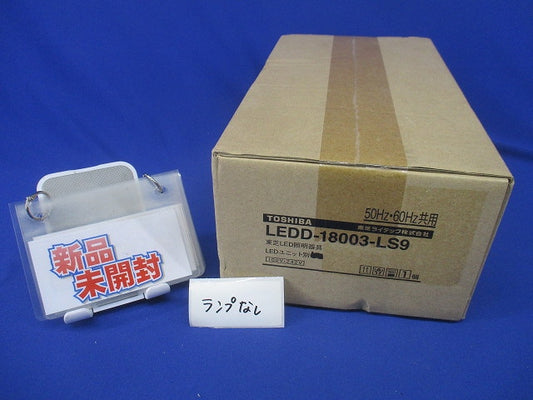 新品
未開封
ランプなし
50Hz・60Hz共用
TOSHIBA
東芝ライテック株式会社
LEDD-18003-LS9
東芝LED照明器具
LEDユニット別
100V-242V
1個